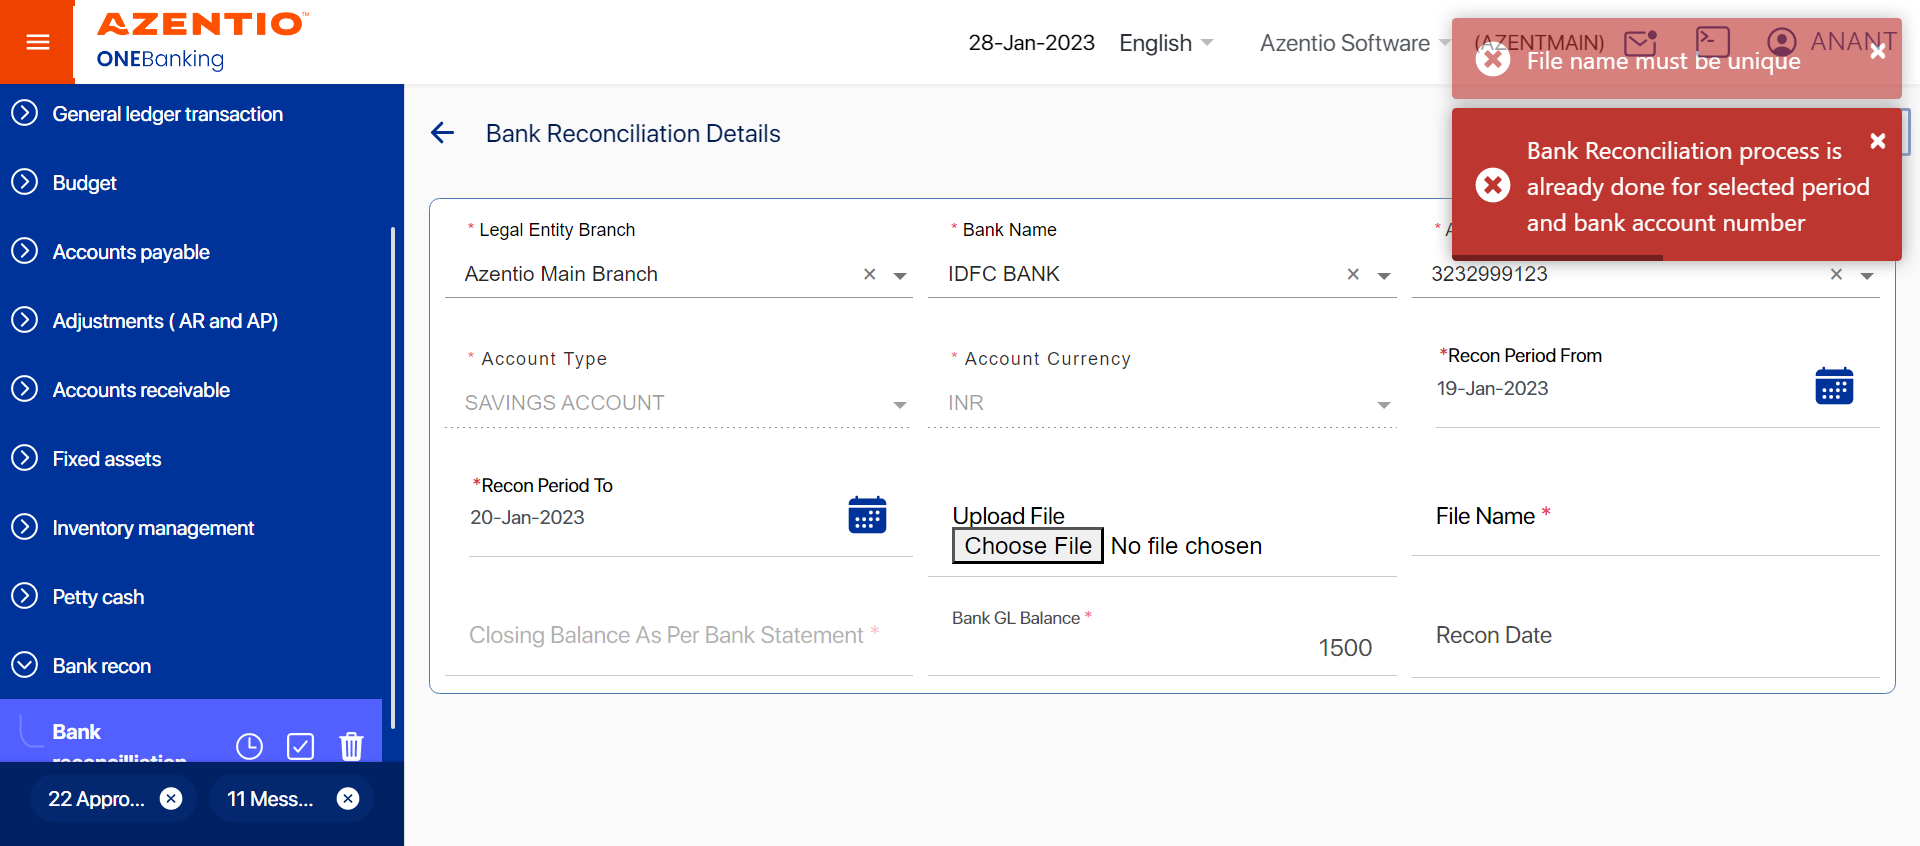 AZENTIO™
ONEBanking
28-Jan-2023
English
Azentio Software
(AZENTMAIN)
ANANT
File name must be unique
Bank Reconciliation process is
already done for selected period
and bank account number
General ledger transaction
Budget
Accounts payable
Adjustments ( AR and AP)
Accounts receivable
Fixed assets
Inventory management
Petty cash
Bank recon
Bank
reconcilliation
22 Appro...
11 Mess...
Bank Reconciliation Details
* Legal Entity Branch
Azentio Main Branch
* Bank Name
IDFC BANK
* A
3232999123
* Account Type
SAVINGS ACCOUNT
* Account Currency
INR
*Recon Period From
19-Jan-2023
*Recon Period To
20-Jan-2023
Upload File
Choose File No file chosen
File Name *
Closing Balance As Per Bank Statement *
Bank GL Balance *
1500
Recon Date